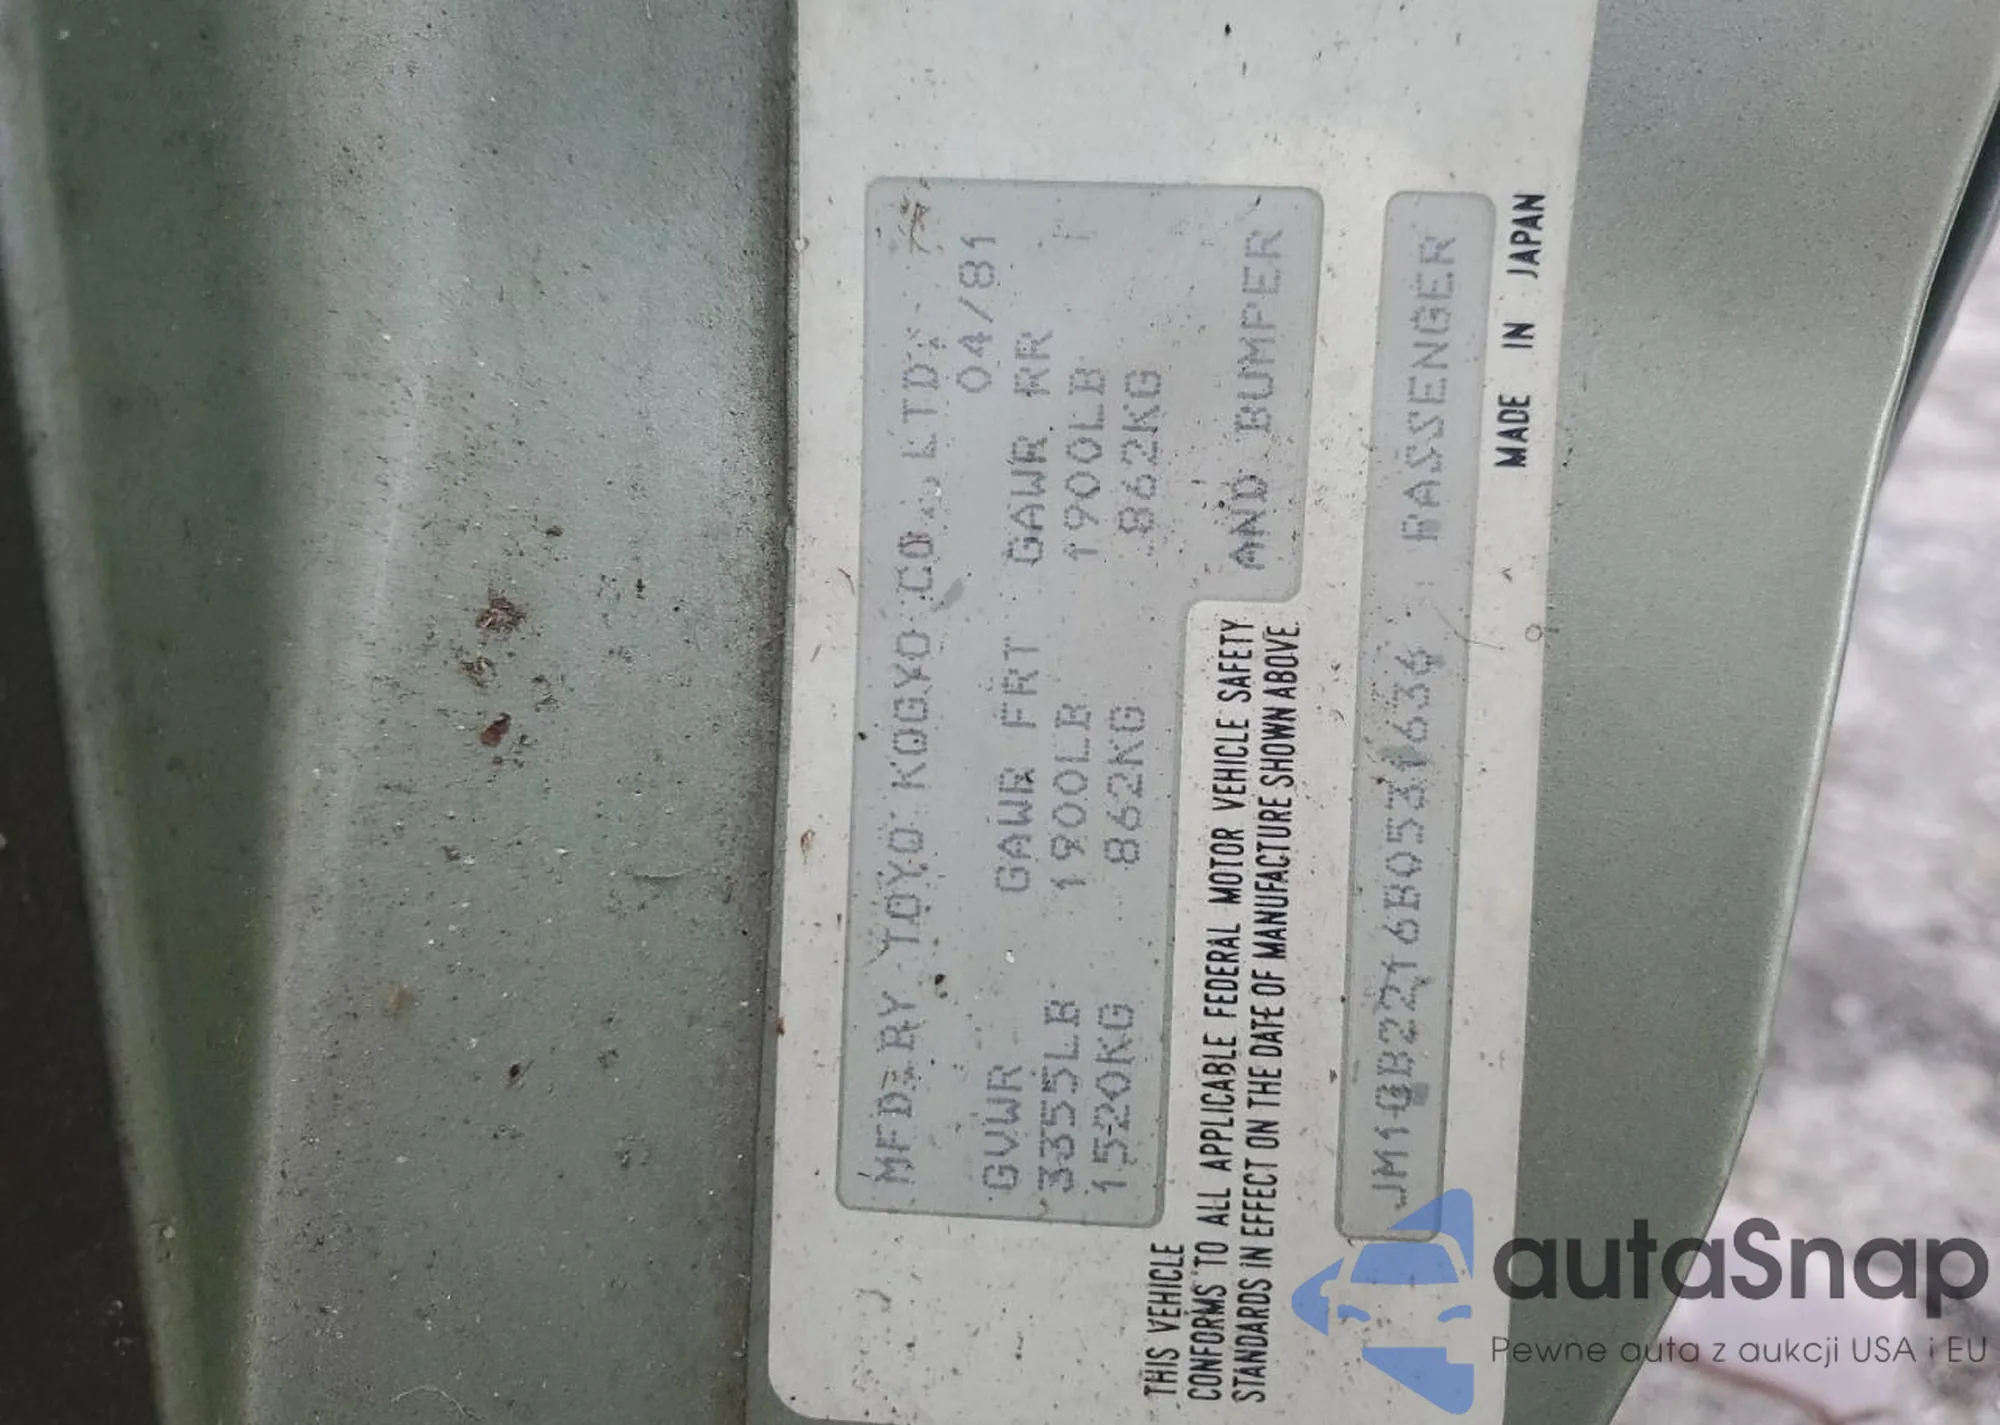 MFD. BY TOYO KOGYO CO., LTD.
04/81
GVWR GAWR FRT GAWR RR
3355LB 1900LB 1900LB
1520KG 862KG 862KG
THIS VEHICLE
CONFORMS TO ALL APPLICABLE FEDERAL MOTOR VEHICLE SAFETY AND BUMPER
STANDARDS IN EFFECT ON THE DATE OF MANUFACTURE SHOWN ABOVE.
JM1GB2216B0531636 PASSENGER
MADE IN JAPAN
autaSnap
Pewne auta z aukcji USA i EU